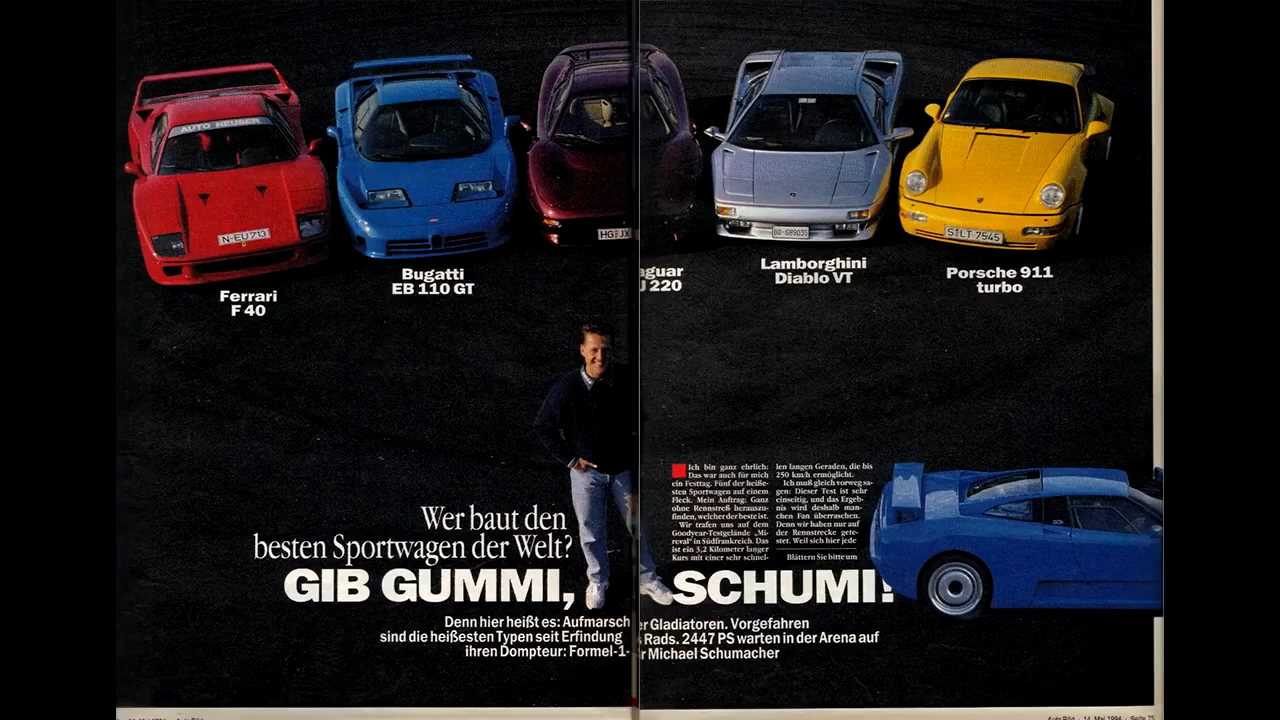 AUTO HEUSER
N-EU 713
HG JX
BO·G89035
S LT 7545
Ferrari
F 40
Bugatti
EB 110 GT
aguar
J 220
Lamborghini
Diablo VT
Porsche 911
turbo
Wer baut den
besten Sportwagen der Welt?
GIB GUMMI, SCHUMI!
Denn hier heißt es: Aufmarsch er Gladiatoren. Vorgefahren
sind die heißesten Typen seit Erfindung s Rads. 2447 PS warten in der Arena auf
ihren Dompteur: Formel-1- r Michael Schumacher
Ich bin ganz ehrlich:
Das war auch für mich
ein Festtag. Fünf der heiße-
sten Sportwagen auf einem
Fleck. Mein Auftrag: Ganz
ohne Rennstreß herauszu-
finden, welcher der beste ist.
Wir trafen uns auf dem
Goodyear-Testgelände „Mi-
reval" in Südfrankreich. Das
ist ein 3,2 Kilometer langer
Kurs mit einer sehr schnel-
len langen Geraden, die bis
250 km/h ermöglicht.
Ich muß gleich vorweg sa-
gen: Dieser Test ist sehr
einseitig, und das Ergeb-
nis wird deshalb man-
chen Fan überraschen.
Denn wir haben nur auf
der Rennstrecke gete-
stet. Weil sich hier jede
Blättern Sie bitte um
Auto Bild · 14. Mai 1994 · Seite 75